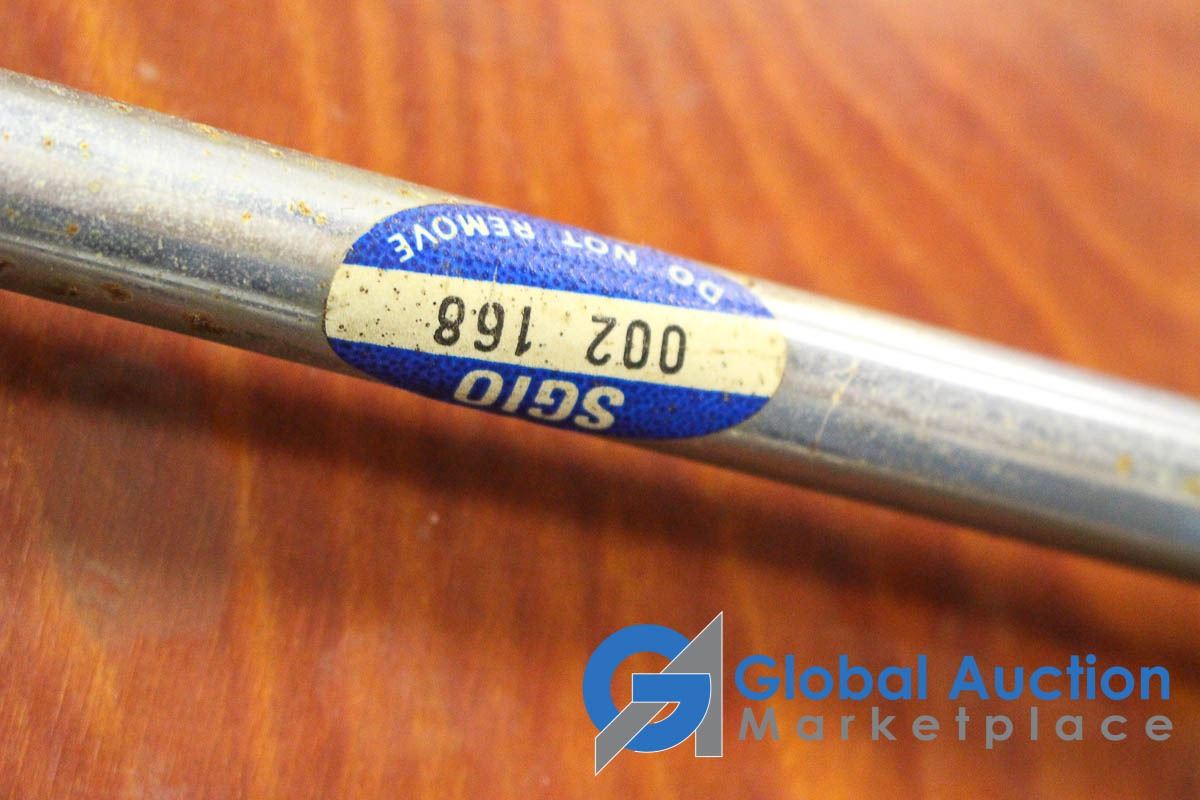 SGIO
002 168
DO NOT REMOVE
Global Auction
Marketplace